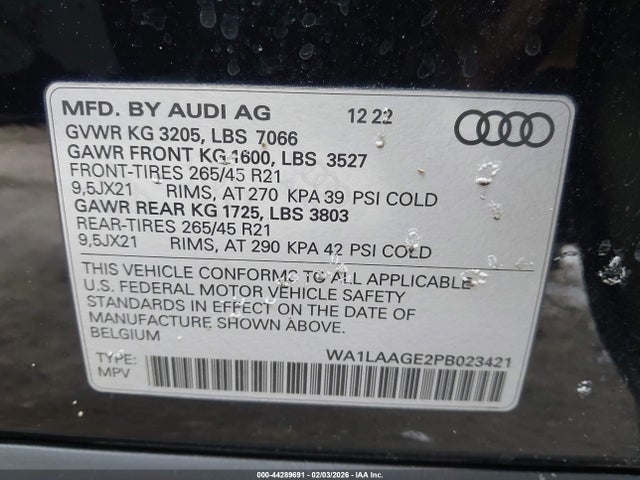 MFD. BY AUDI AG 12 22
GVWR KG 3205, LBS 7066
GAWR FRONT KG 1600, LBS 3527
FRONT-TIRES 265/45 R21
9,5JX21 RIMS, AT 270 KPA 39 PSI COLD
GAWR REAR KG 1725, LBS 3803
REAR-TIRES 265/45 R21
9,5JX21 RIMS, AT 290 KPA 42 PSI COLD
THIS VEHICLE CONFORMS TO ALL APPLICABLE
U.S. FEDERAL MOTOR VEHICLE SAFETY
STANDARDS IN EFFECT ON THE DATE OF
MANUFACTURE SHOWN ABOVE.
BELGIUM
WA1LAAGE2PB023421
TYPE:
MPV
000-44289691 - 02/03/2026 - IAA Inc.